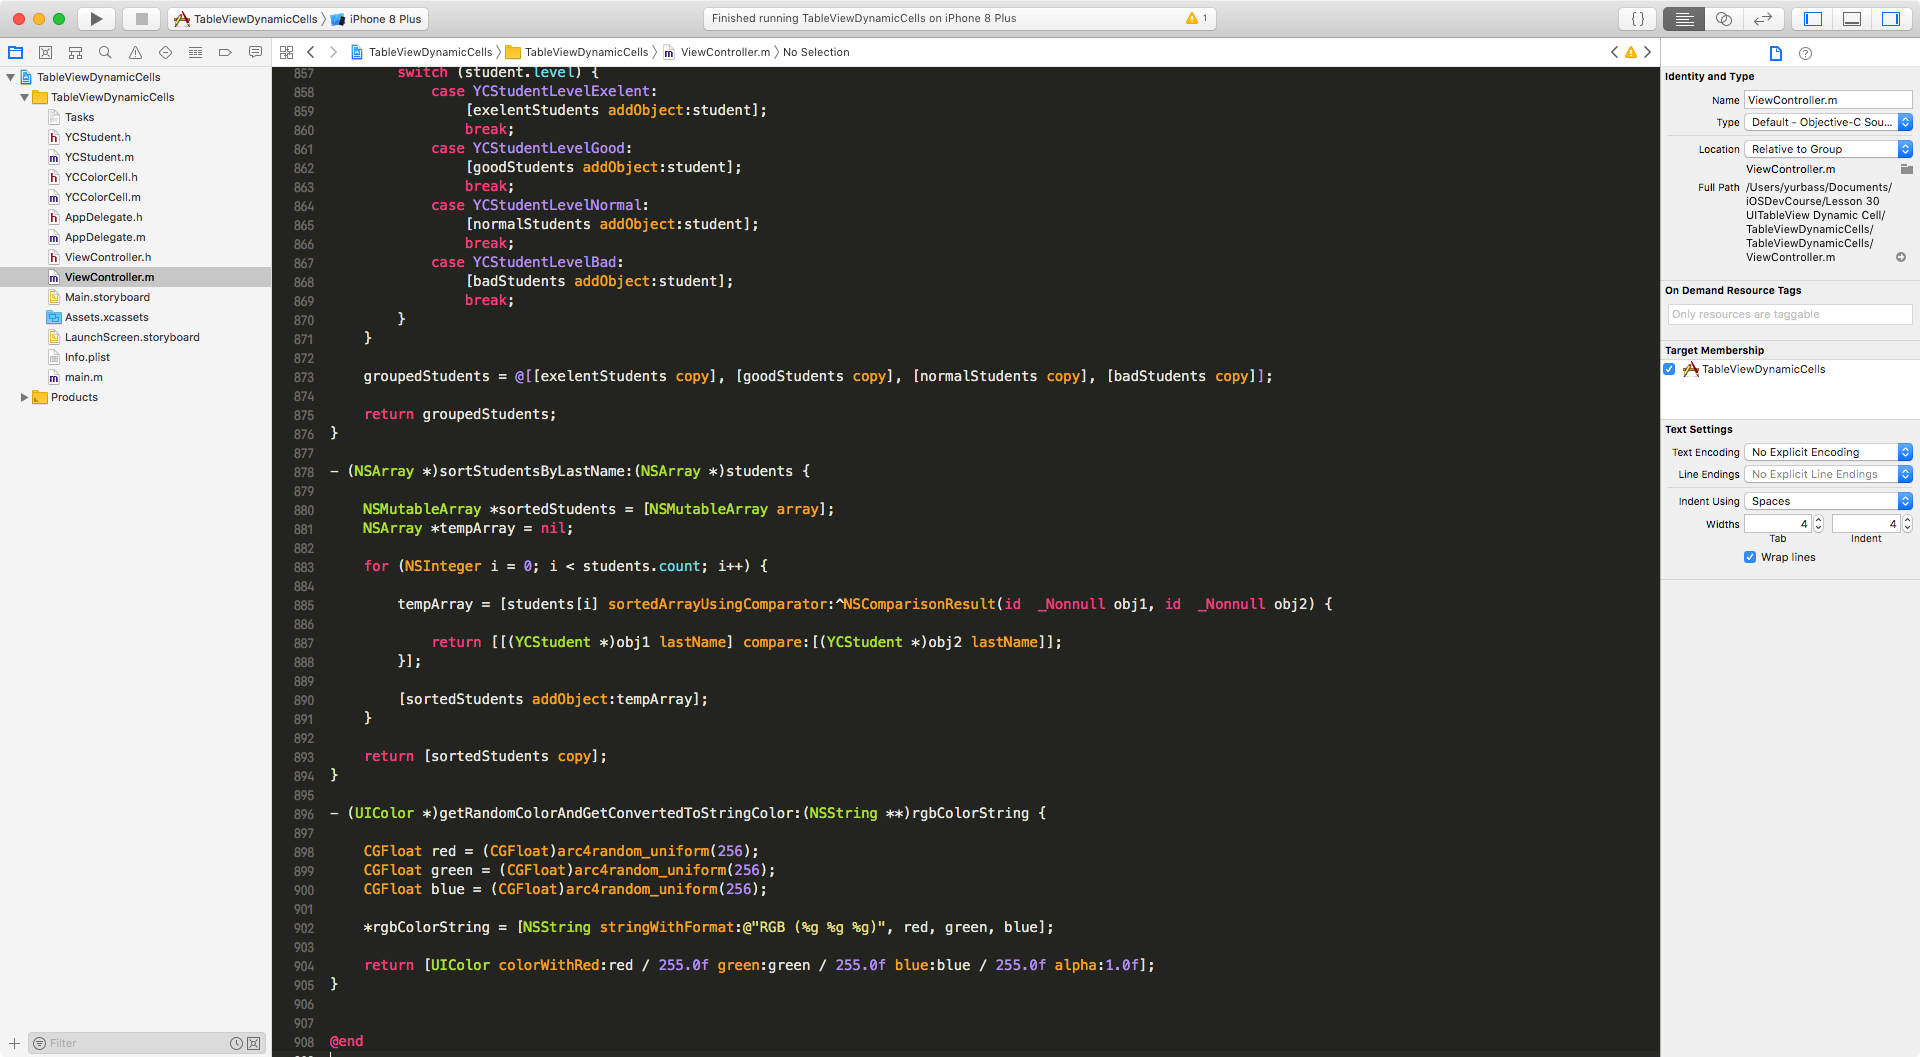 TableViewDynamicCells iPhone 8 Plus
Finished running TableViewDynamicCells on iPhone 8 Plus
1
{}
TableViewDynamicCells TableViewDynamicCells ViewController.m No Selection
TableViewDynamicCells
TableViewDynamicCells
Tasks
YCStudent.h
YCStudent.m
YCColorCell.h
YCColorCell.m
AppDelegate.h
AppDelegate.m
ViewController.h
ViewController.m
Main.storyboard
Assets.xcassets
LaunchScreen.storyboard
Info.plist
main.m
Products
Filter
857 switch (student.level) {
858 case YCStudentLevelExelent:
859 [exelentStudents addObject:student];
860 break;
861 case YCStudentLevelGood:
862 [goodStudents addObject:student];
863 break;
864 case YCStudentLevelNormal:
865 [normalStudents addObject:student];
866 break;
867 case YCStudentLevelBad:
868 [badStudents addObject:student];
869 break;
870 }
871 }
872
873 groupedStudents = @[[exelentStudents copy], [goodStudents copy], [normalStudents copy], [badStudents copy]];
874
875 return groupedStudents;
876 }
877
878 - (NSArray *)sortStudentsByLastName:(NSArray *)students {
879
880 NSMutableArray *sortedStudents = [NSMutableArray array];
881 NSArray *tempArray = nil;
882
883 for (NSInteger i = 0; i < students.count; i++) {
884
885 tempArray = [students[i] sortedArrayUsingComparator:^NSComparisonResult(id  _Nonnull obj1, id  _Nonnull obj2) {
886
887 return [[(YCStudent *)obj1 lastName] compare:[(YCStudent *)obj2 lastName]];
888 }];
889
890 [sortedStudents addObject:tempArray];
891 }
892
893 return [sortedStudents copy];
894 }
895
896 - (UIColor *)getRandomColorAndGetConvertedToStringColor:(NSString **)rgbColorString {
897
898 CGFloat red = (CGFloat)arc4random_uniform(256);
899 CGFloat green = (CGFloat)arc4random_uniform(256);
900 CGFloat blue = (CGFloat)arc4random_uniform(256);
901
902 *rgbColorString = [NSString stringWithFormat:@"RGB (%g %g %g)", red, green, blue];
903
904 return [UIColor colorWithRed:red / 255.0f green:green / 255.0f blue:blue / 255.0f alpha:1.0f];
905 }
906
907
908 @end
Identity and Type
Name ViewController.m
Type Default - Objective-C Sou...
Location Relative to Group
ViewController.m
Full Path /Users/yurbass/Documents/
iOSDevCourse/Lesson 30
UITableView Dynamic Cell/
TableViewDynamicCells/
TableViewDynamicCells/
ViewController.m
On Demand Resource Tags
Only resources are taggable
Target Membership
TableViewDynamicCells
Text Settings
Text Encoding No Explicit Encoding
Line Endings No Explicit Line Endings
Indent Using Spaces
Widths 4 4
Tab Indent
Wrap lines